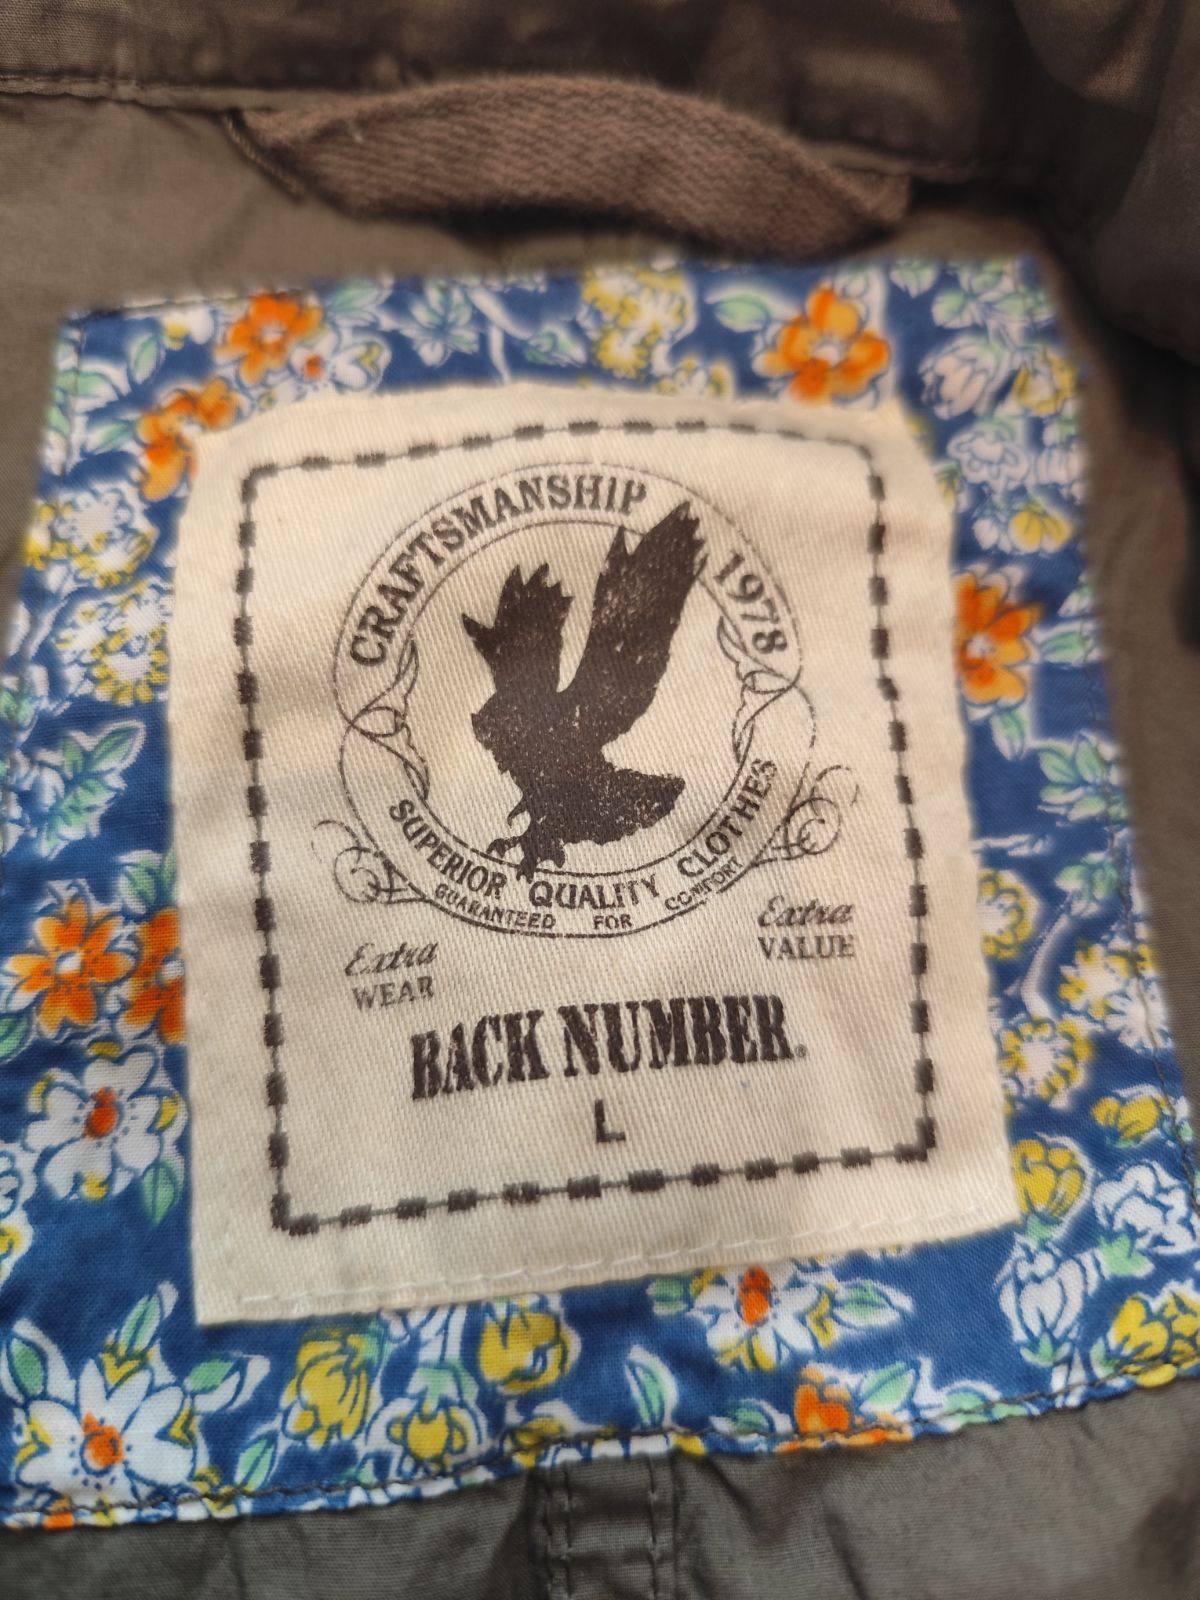 CRAFTSMANSHIP 1978
SUPERIOR QUALITY CLOTHES
GUARANTEED FOR COMFORT
Extra
WEAR
Extra
VALUE
BACK NUMBER.
L